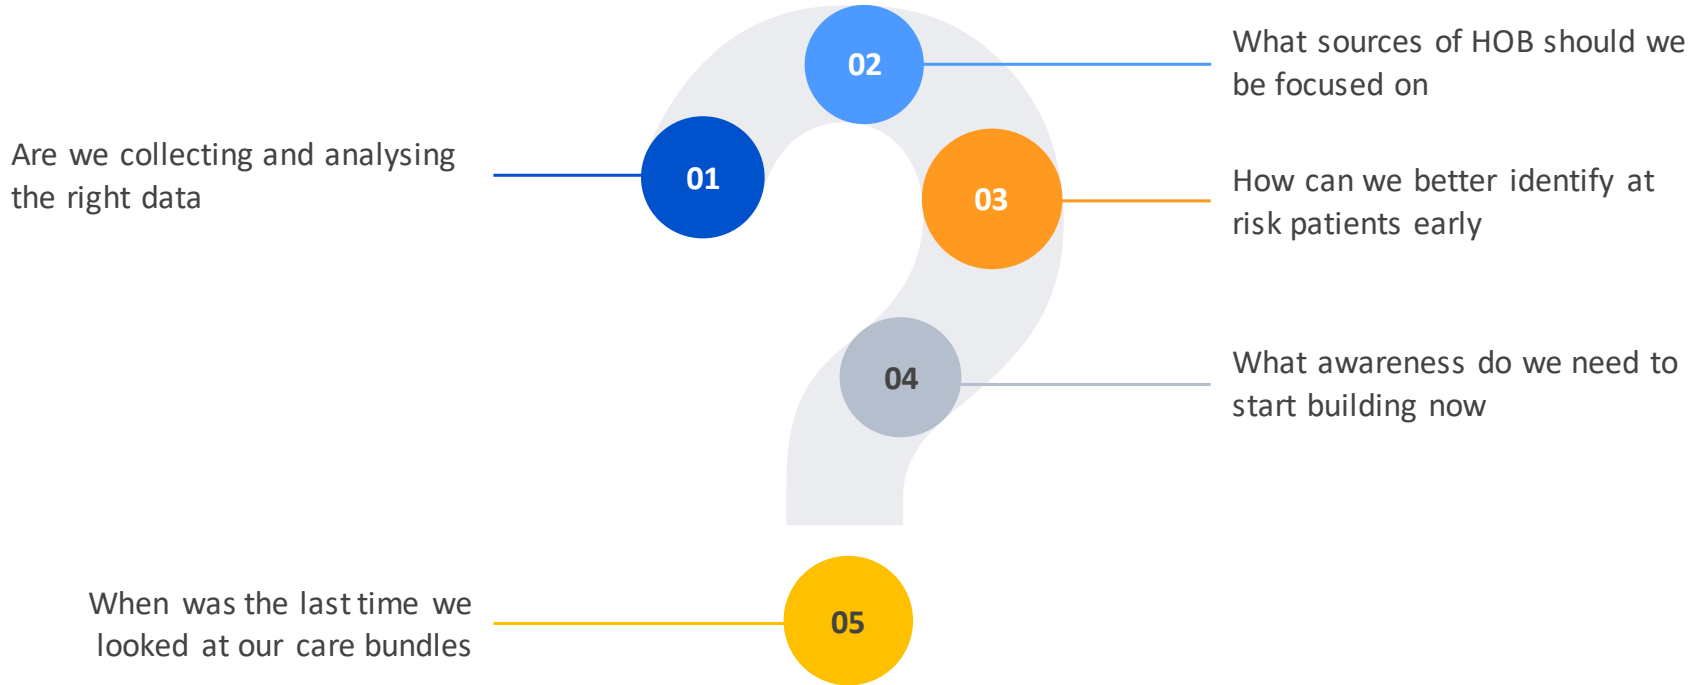 01
Are we collecting and analysing
the right data
02
What sources of HOB should we
be focused on
03
How can we better identify at
risk patients early
04
What awareness do we need to
start building now
05
When was the last time we
looked at our care bundles